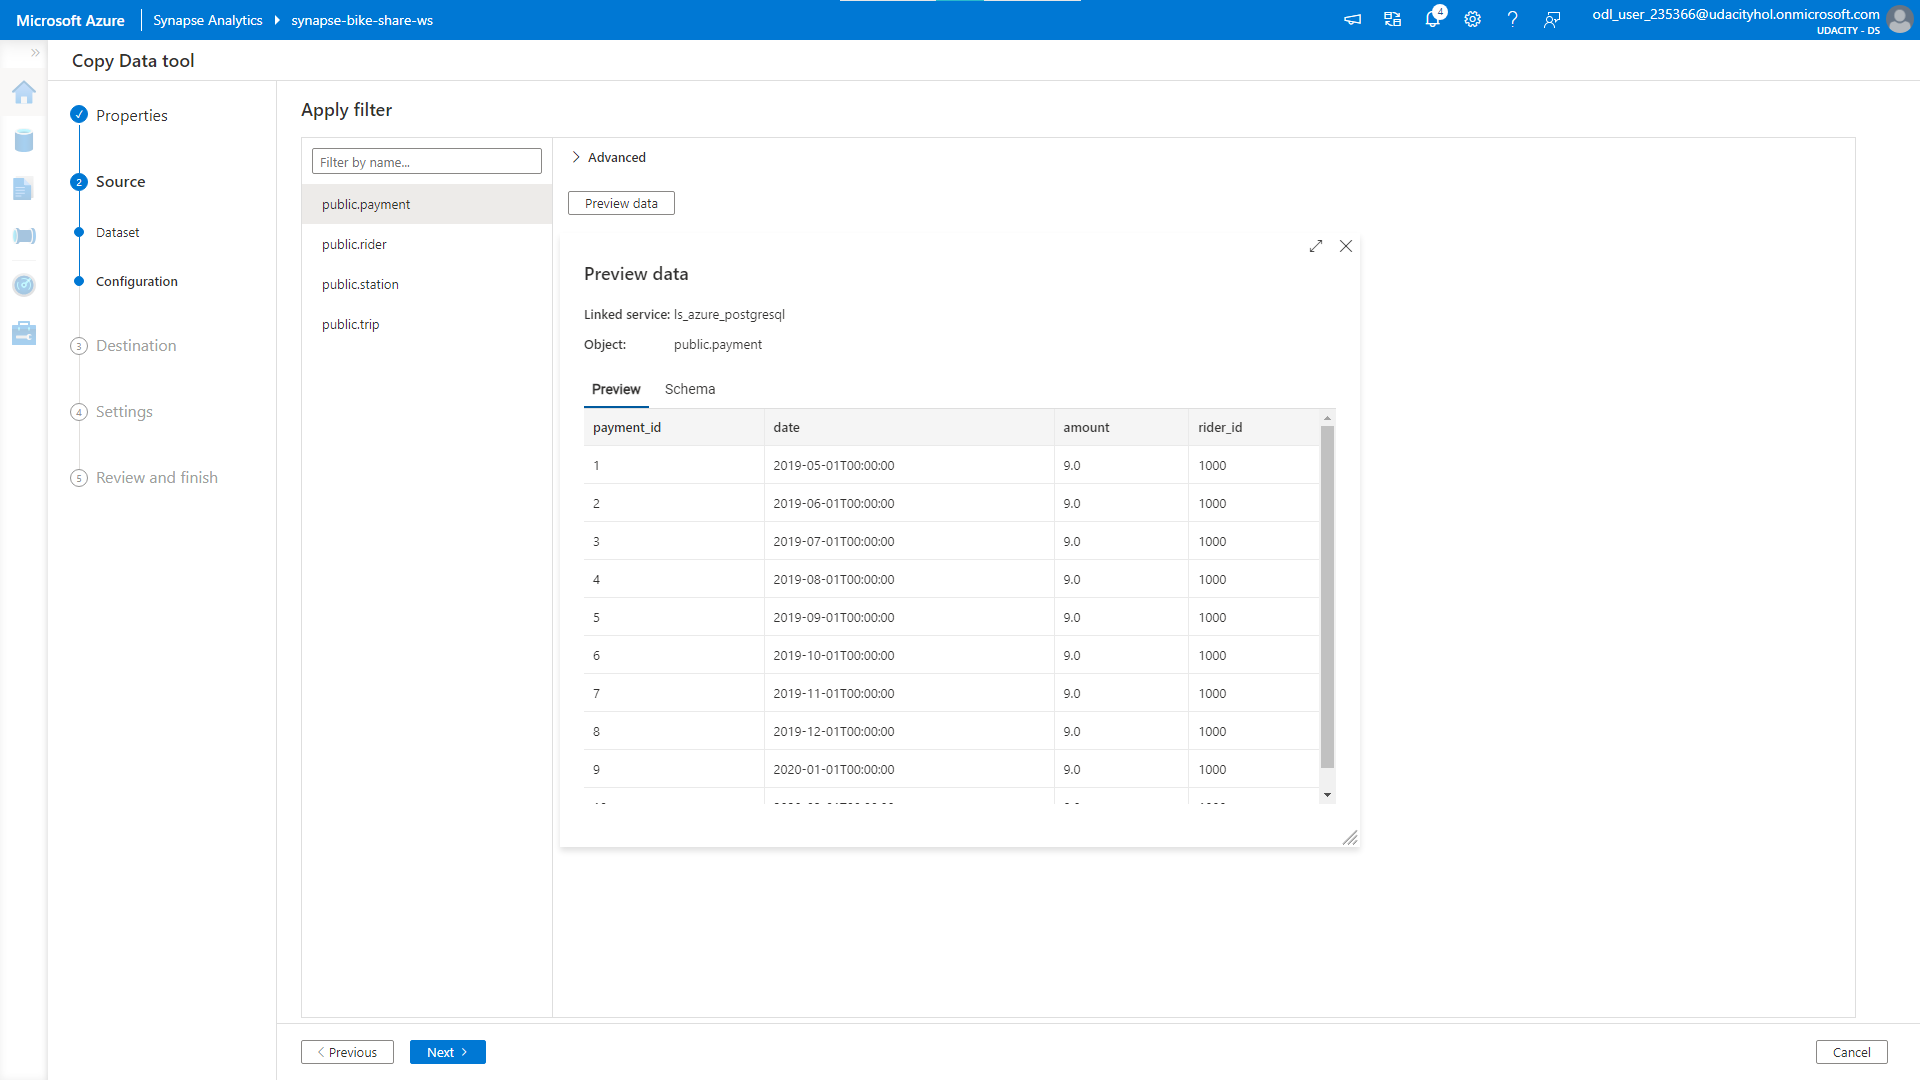 Microsoft Azure
Synapse Analytics
synapse-bike-share-ws
4
odl_user_235366@udacityhol.onmicrosoft.com
UDACITY - DS
Copy Data tool
Properties
2 Source
Dataset
Configuration
3 Destination
4 Settings
5 Review and finish
Apply filter
Filter by name...
public.payment
public.rider
public.station
public.trip
Advanced
Preview data
Preview data
Linked service: ls_azure_postgresql
Object: public.payment
Preview Schema
payment_id date amount rider_id
1 2019-05-01T00:00:00 9.0 1000
2 2019-06-01T00:00:00 9.0 1000
3 2019-07-01T00:00:00 9.0 1000
4 2019-08-01T00:00:00 9.0 1000
5 2019-09-01T00:00:00 9.0 1000
6 2019-10-01T00:00:00 9.0 1000
7 2019-11-01T00:00:00 9.0 1000
8 2019-12-01T00:00:00 9.0 1000
9 2020-01-01T00:00:00 9.0 1000
Previous
Next
Cancel